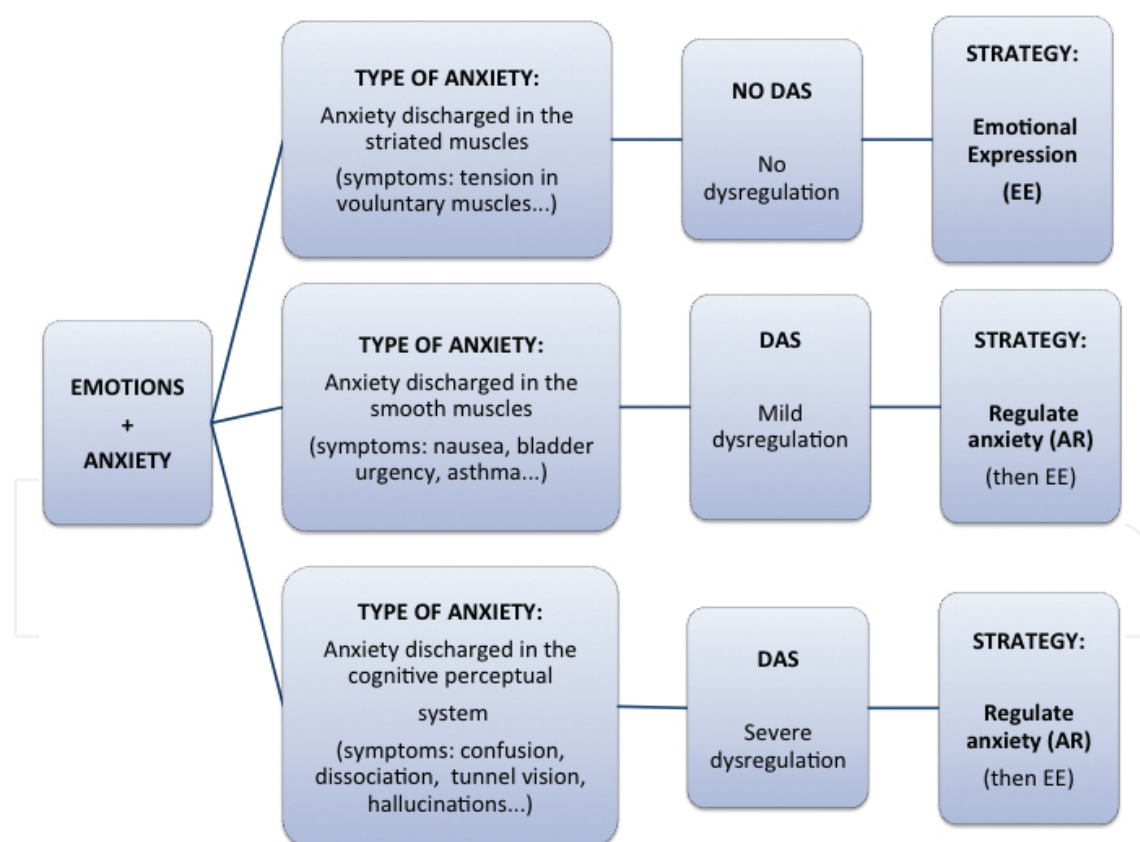 EMOTIONS
+
ANXIETY
TYPE OF ANXIETY:
Anxiety discharged in the
striated muscles
(symptoms: tension in
vouluntary muscles...)
NO DAS
No
dysregulation
STRATEGY:
Emotional
Expression
(EE)
TYPE OF ANXIETY:
Anxiety discharged in the
smooth muscles
(symptoms: nausea, bladder
urgency, asthma...)
DAS
Mild
dysregulation
STRATEGY:
Regulate
anxiety (AR)
(then EE)
TYPE OF ANXIETY:
Anxiety discharged in the
cognitive perceptual
system
(symptoms: confusion,
dissociation, tunnel vision,
hallucinations...)
DAS
Severe
dysregulation
STRATEGY:
Regulate
anxiety (AR)
(then EE)